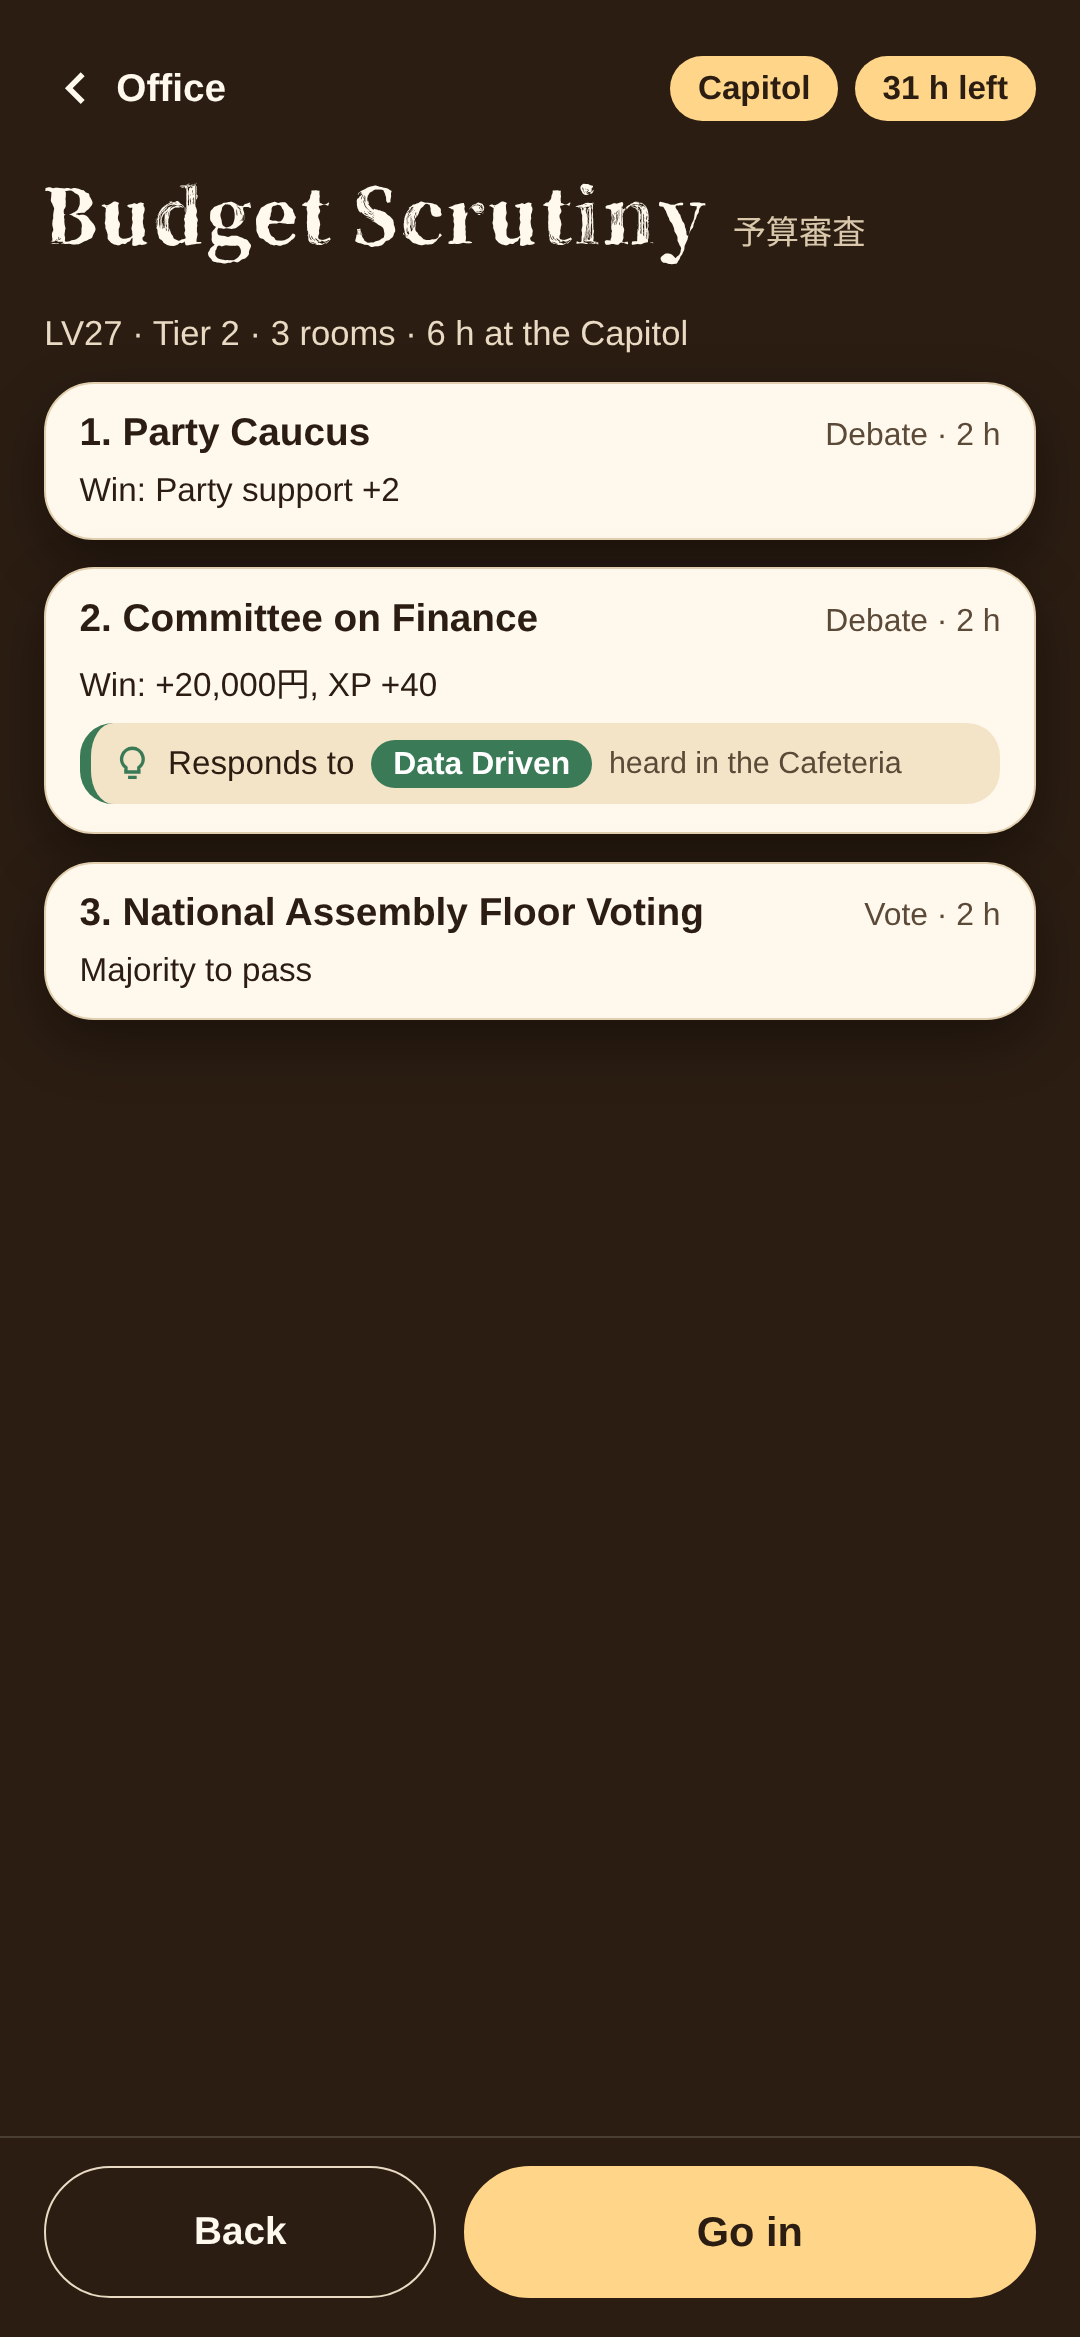 Office
Capitol
31 h left
Budget Scrutiny 予算審査
LV27 · Tier 2 · 3 rooms · 6 h at the Capitol
1. Party Caucus
Debate · 2 h
Win: Party support +2
2. Committee on Finance
Debate · 2 h
Win: +20,000円, XP +40
Responds to Data Driven heard in the Cafeteria
3. National Assembly Floor Voting
Vote · 2 h
Majority to pass
Back
Go in